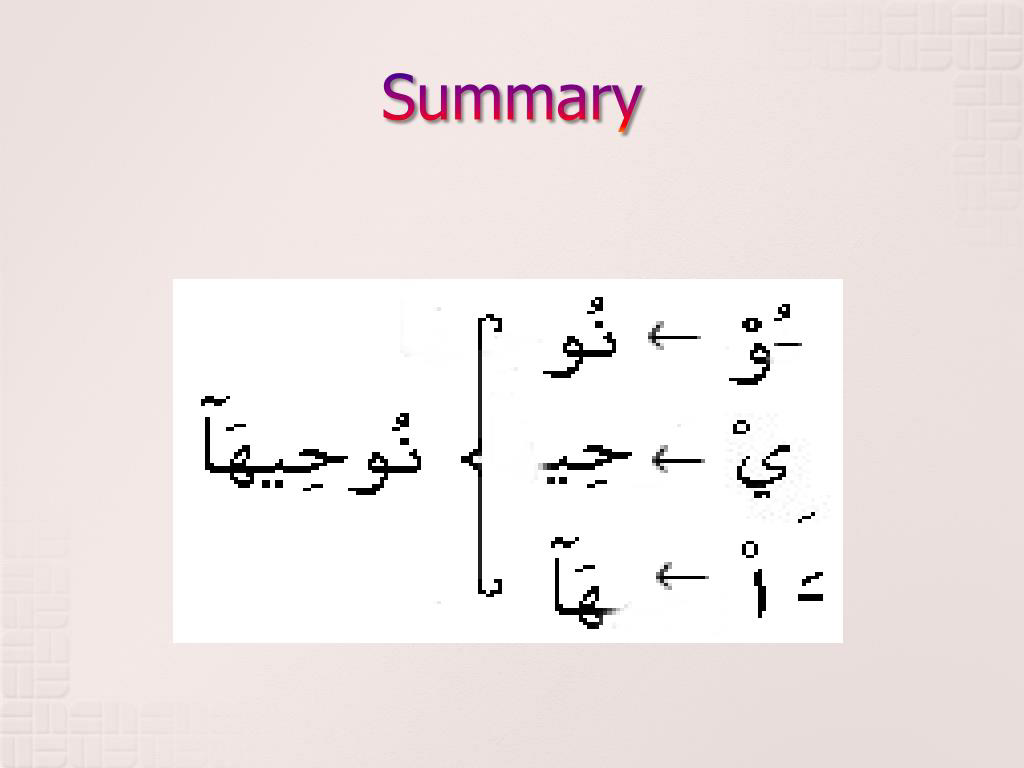 Summary
ـُوْ ← نُو
ـِيْ ← حِيـ
ـَاْ ← هَآ
نُوحِيهَآ